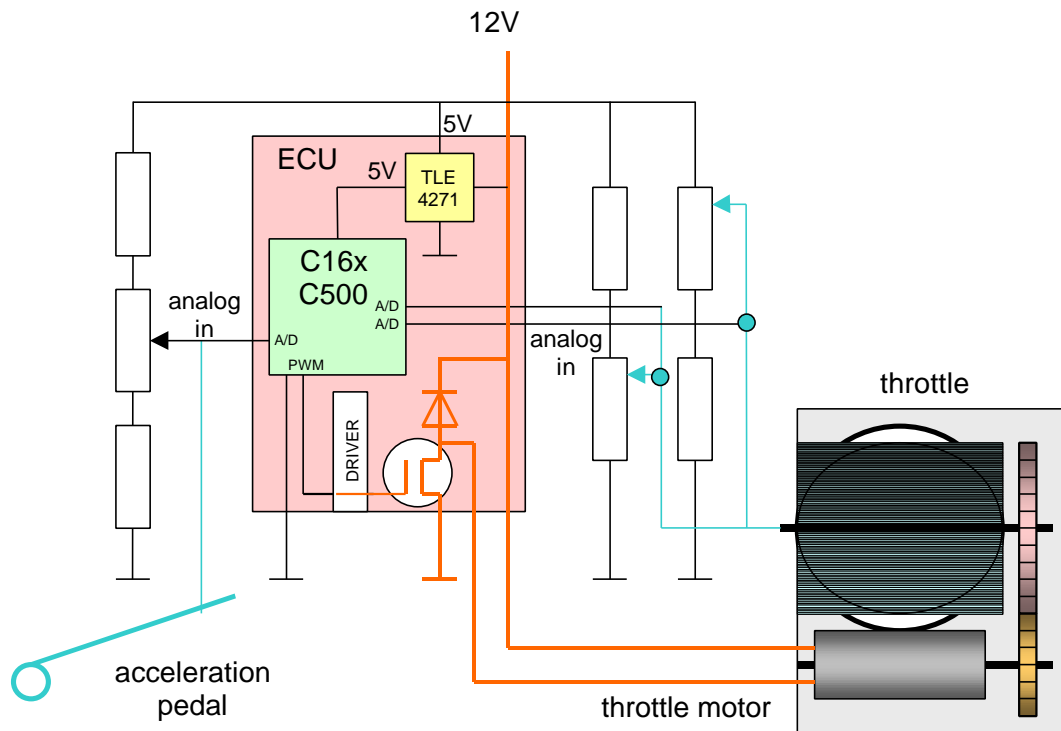 12V
5V
ECU
5V
TLE
4271
C16x
C500
analog
in
A/D
A/D
A/D
PWM
analog
in
DRIVER
throttle
acceleration
pedal
throttle motor